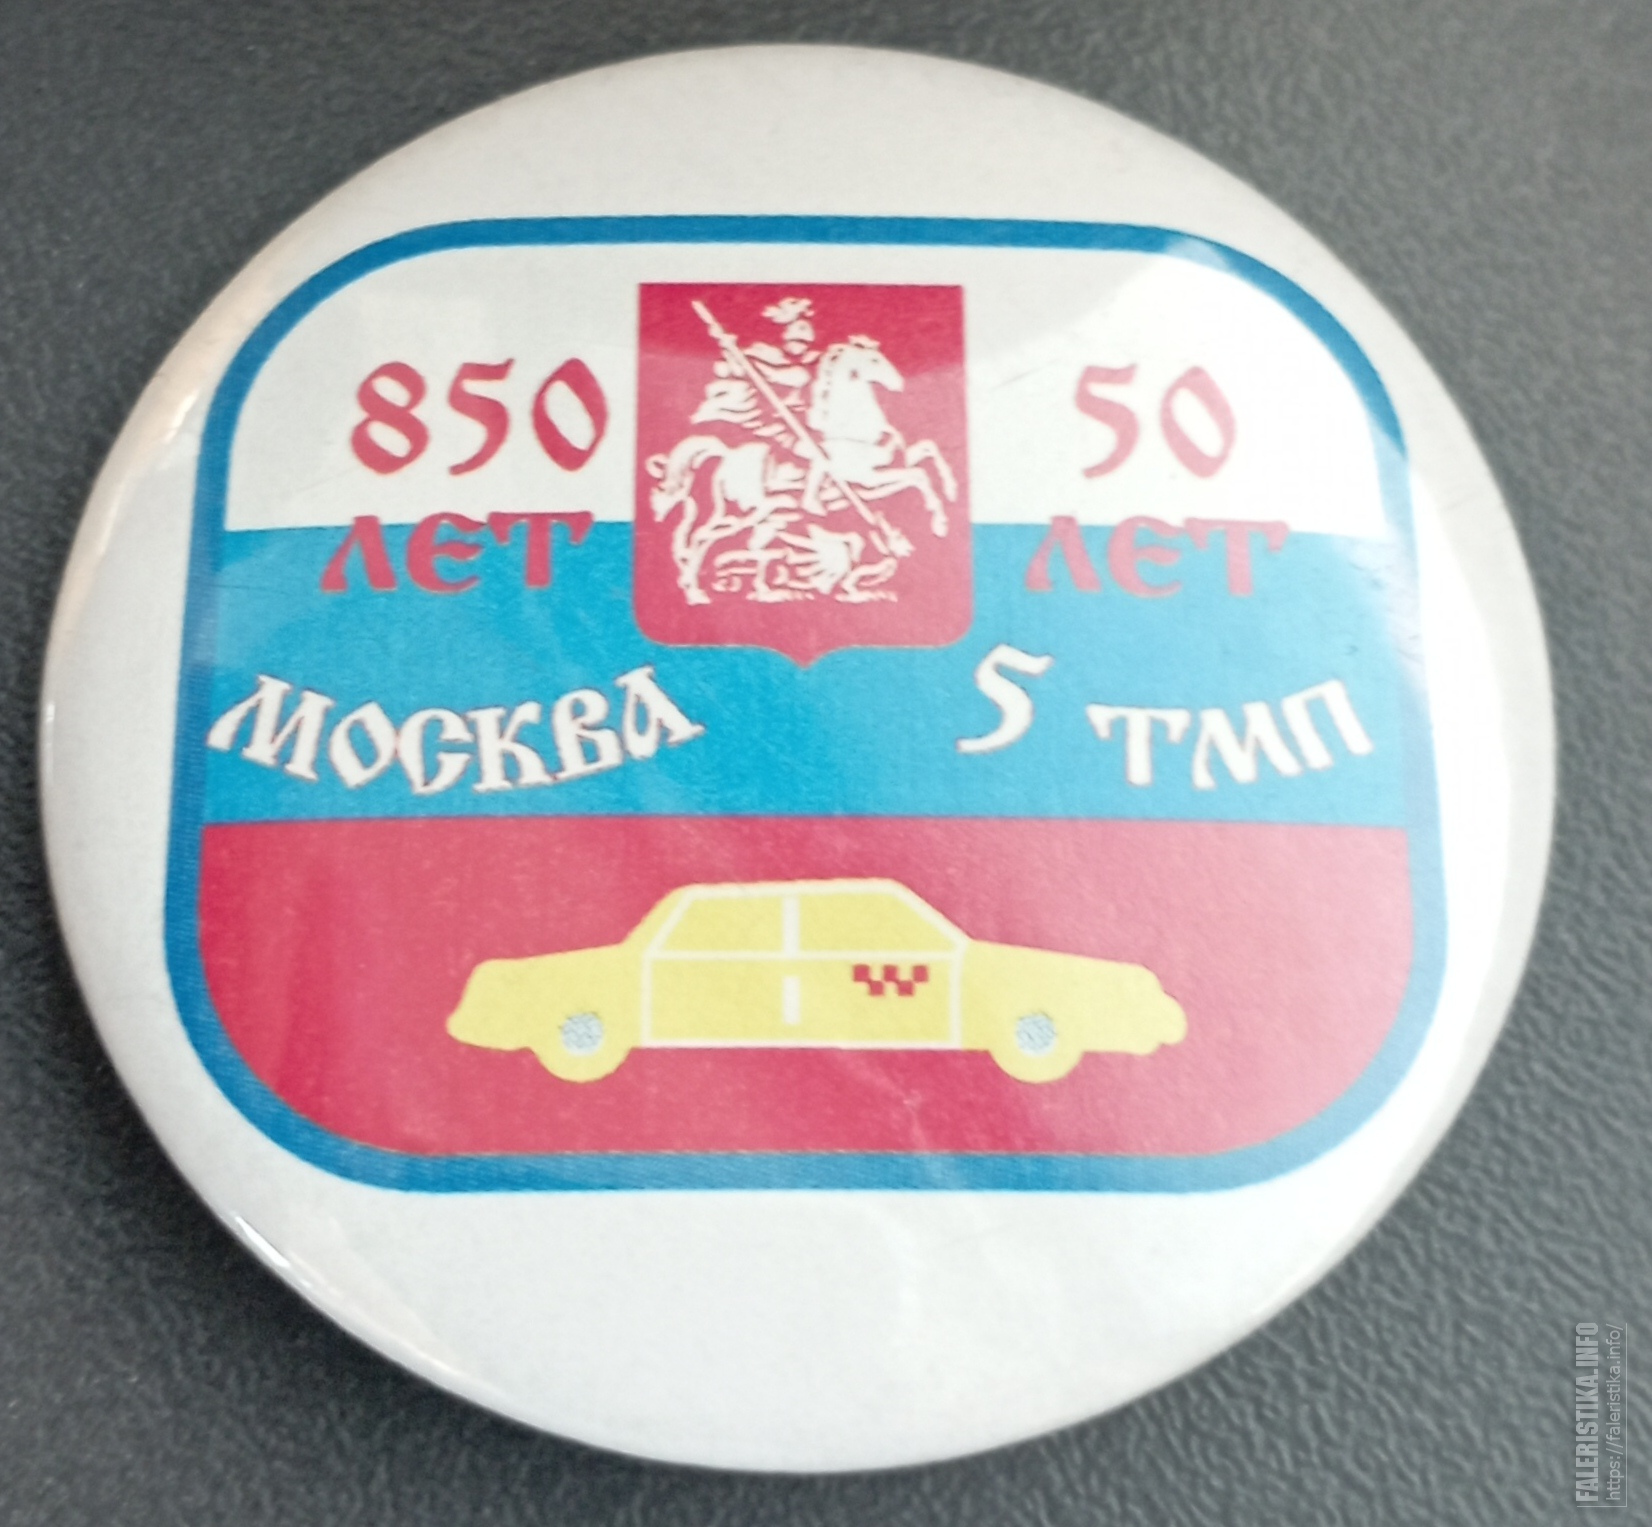 850 50
ЛЕТ ЛЕТ
МОСКВА 5 ТМП
FALERISTIKA.INFO
https://faleristika.info/